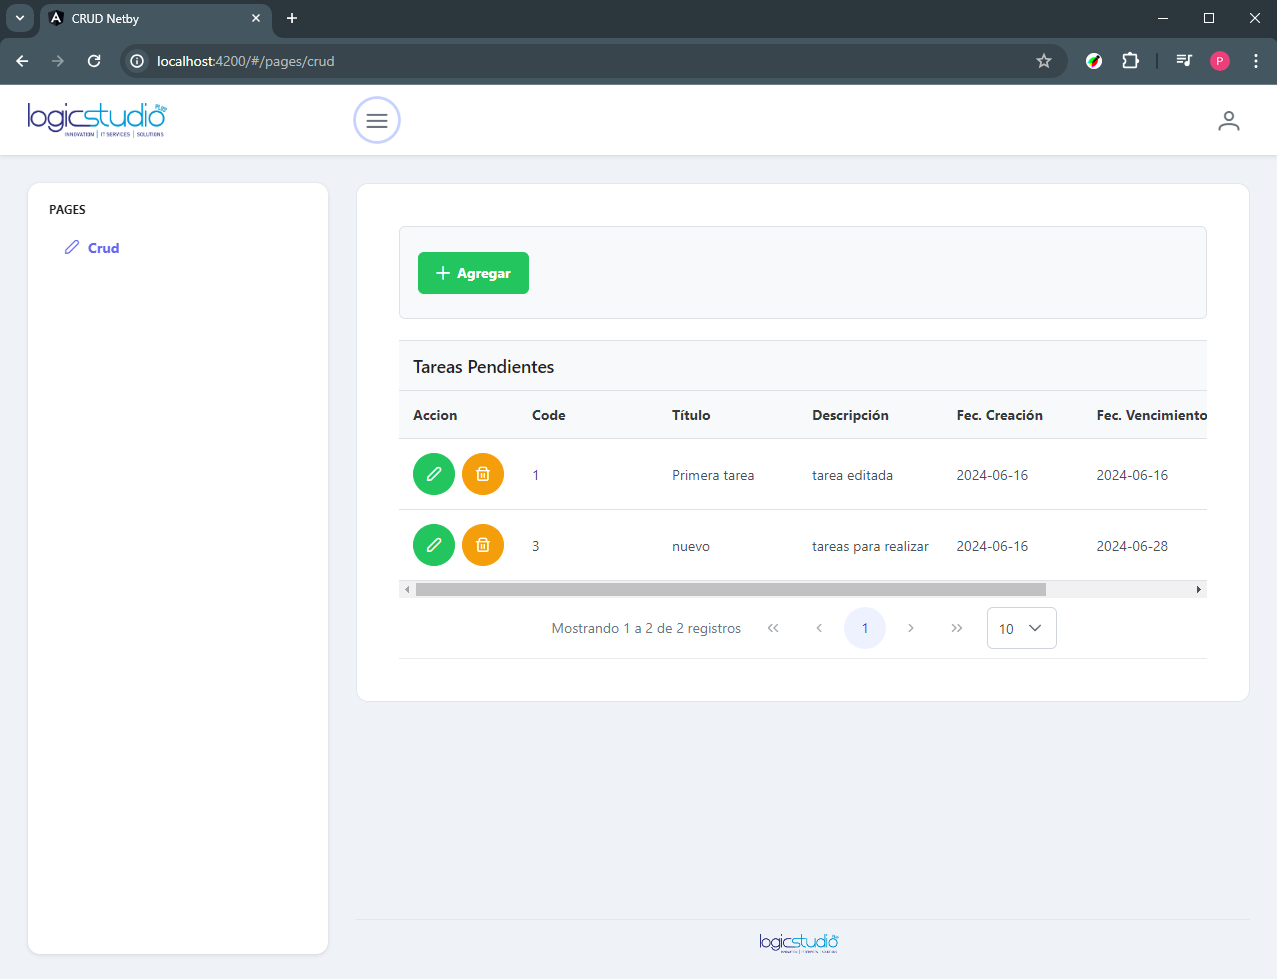 CRUD Netby
localhost:4200/#/pages/crud
P
logicstudio PLUS
INNOVATION | IT SERVICES | SOLUTIONS
PAGES
Crud
Agregar
Tareas Pendientes
Accion Code Título Descripción Fec. Creación Fec. Vencimiento
1 Primera tarea tarea editada 2024-06-16 2024-06-16
3 nuevo tareas para realizar 2024-06-16 2024-06-28
Mostrando 1 a 2 de 2 registros « ‹ 1 › » 10
logicstudio